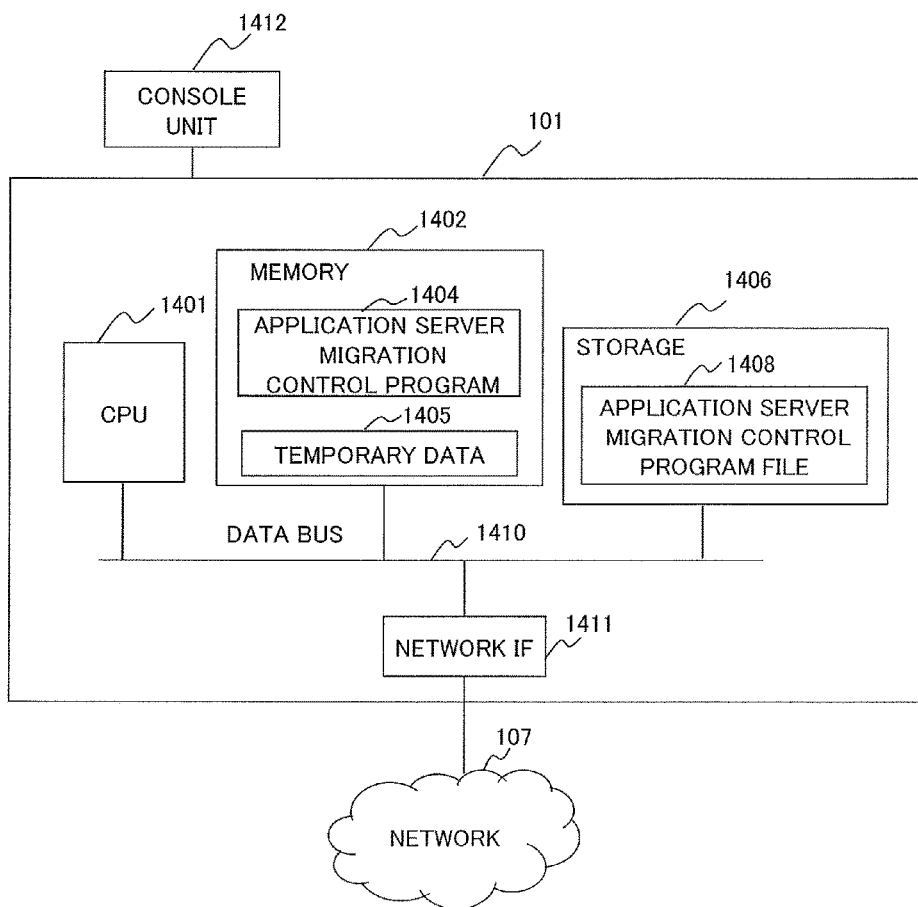 1412
CONSOLE
UNIT
101
1402
MEMORY
1404
APPLICATION SERVER
MIGRATION
CONTROL PROGRAM
1405
TEMPORARY DATA
1401
CPU
1406
STORAGE
1408
APPLICATION SERVER
MIGRATION CONTROL
PROGRAM FILE
DATA BUS
1410
NETWORK IF
1411
107
NETWORK